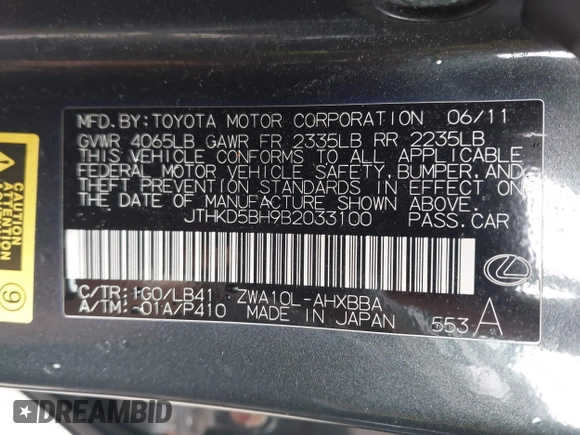 MFD.BY:TOYOTA MOTOR CORPORATION 06/11
GVWR 4065LB GAWR FR 2335LB RR 2235LB
THIS VEHICLE CONFORMS TO ALL APPLICABLE
FEDERAL MOTOR VEHICLE SAFETY, BUMPER, AND
THEFT PREVENTION STANDARDS IN EFFECT ON
THE DATE OF MANUFACTURE SHOWN ABOVE.
JTHKD5BH9B2033100 PASS.CAR
C/TR: 1G0/LB41 ZWA10L-AHXBBA
A/TM: -01A/P410 MADE IN JAPAN 553 A
ATTENTION
9
DREAMBID